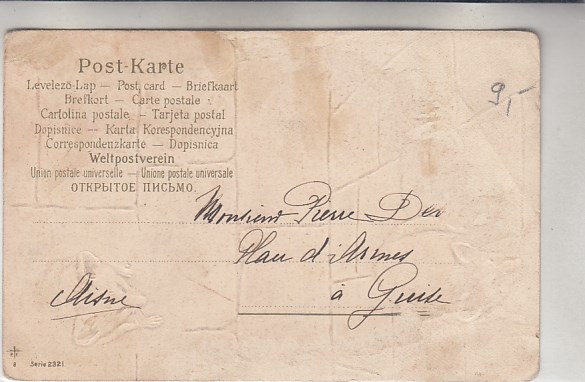 Post-Karte
Levelező-Lap — Post card — Briefkaart
Brefkort — Carte postale
Cartolina postale — Tarjeta postal
Dopisnice — Karta Korespondencyjna
Correspondenzkarte — Dopisnica
Weltpostverein
Union postale universelle — Unione postale universale
ОТКРЫТОЕ ПИСЬМО.
9,-
Monsieur Pierre
Place d'Armes
à Guise
Aisne
Serie 2321